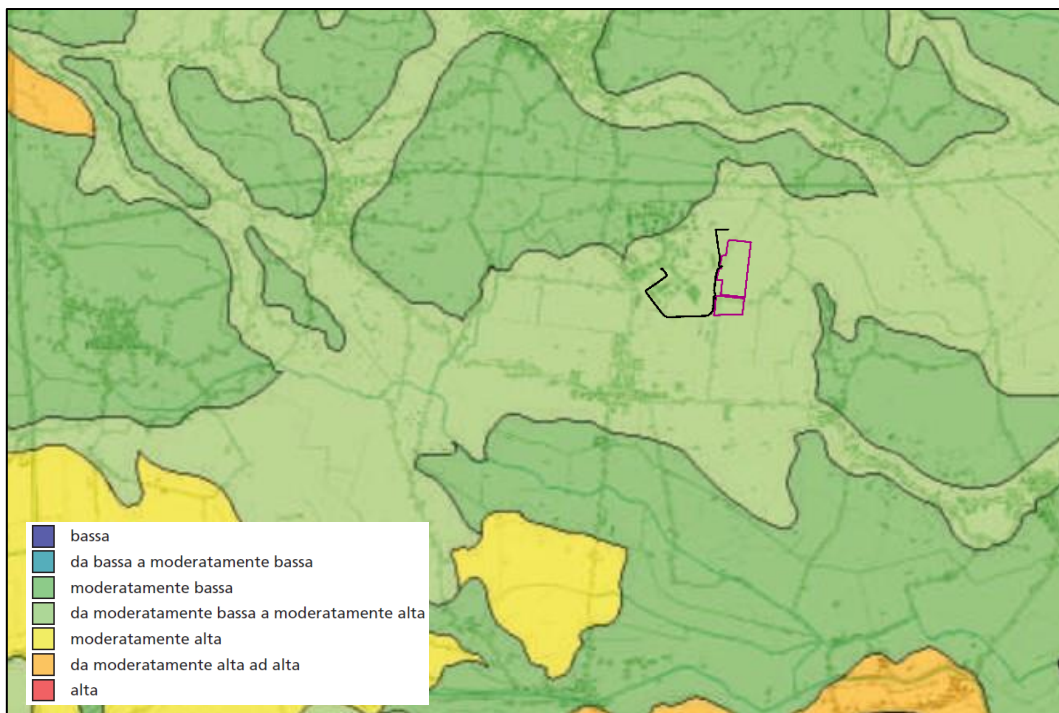 bassa
da bassa a moderatamente bassa
moderatamente bassa
da moderatamente bassa a moderatamente alta
moderatamente alta
da moderatamente alta ad alta
alta